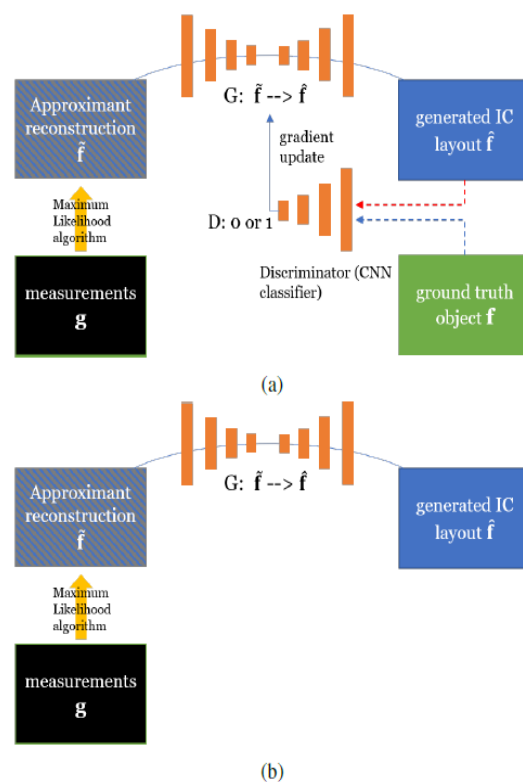 Approximant
reconstruction
f̃
G: f̃ --> f̂
generated IC
layout f̂
gradient
update
Maximum
Likelihood
algorithm
D: 0 or 1
measurements
g
Discriminator (CNN
classifier)
ground truth
object f
(a)
Approximant
reconstruction
f̃
G: f̃ --> f̂
generated IC
layout f̂
Maximum
Likelihood
algorithm
measurements
g
(b)